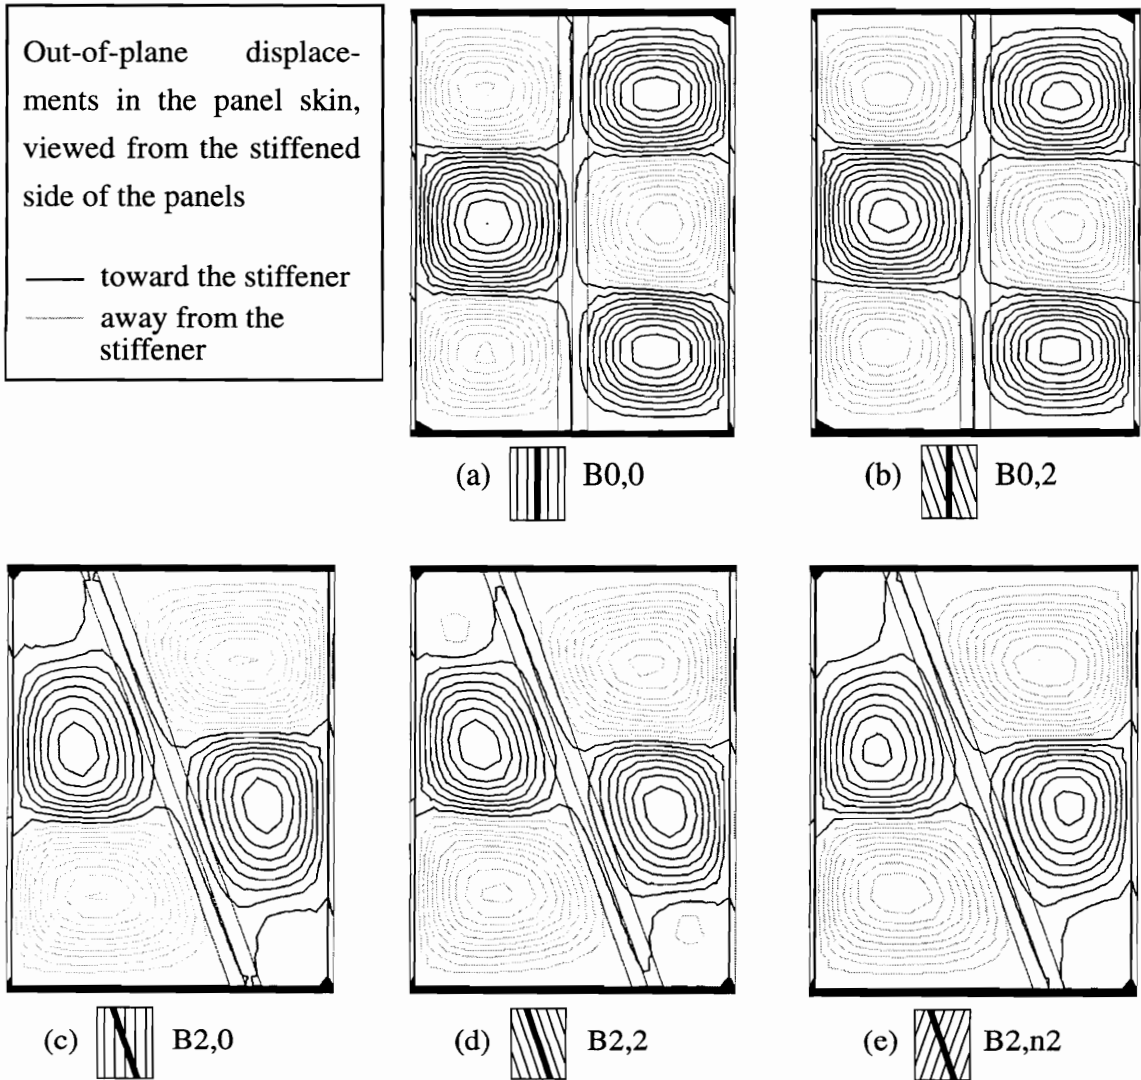 Out-of-plane displace-
ments in the panel skin,
viewed from the stiffened
side of the panels
toward the stiffener
away from the
stiffener
(a) B0,0
(b) B0,2
(c) B2,0
(d) B2,2
(e) B2,n2